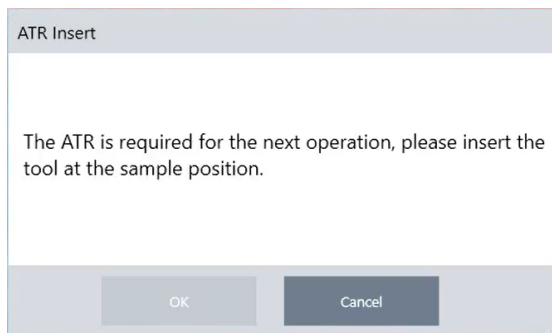 ATR Insert
The ATR is required for the next operation, please insert the
tool at the sample position.
OK
Cancel